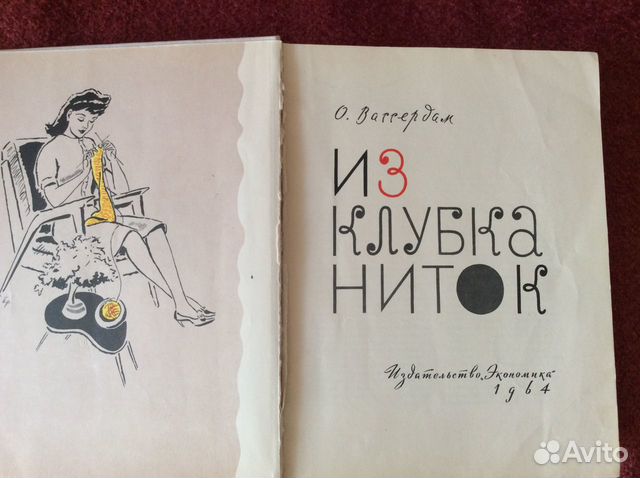 О. Вассердам
ИЗ
КЛУБКА
НИТОК
Издательство „Экономика"
1964
Avito